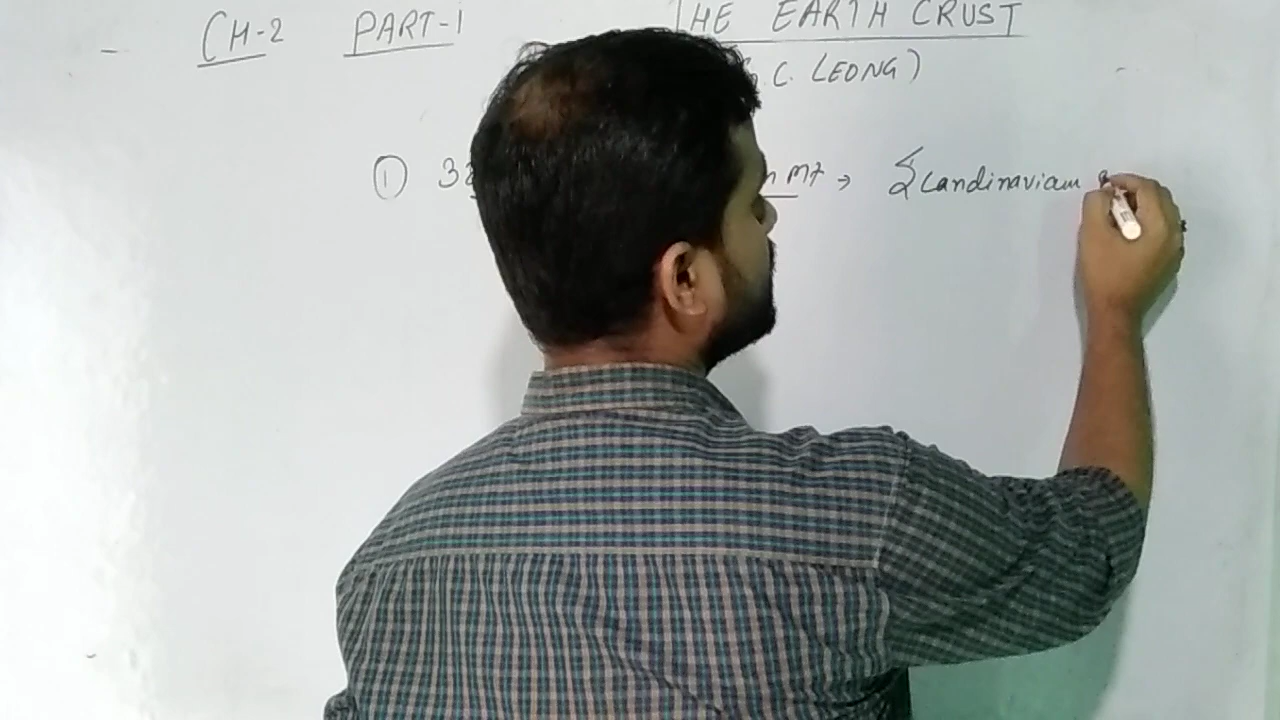 CH-2 PART-1 THE EARTH CRUST
G.C. LEONG)
① 32 Mt → Scandinaviam